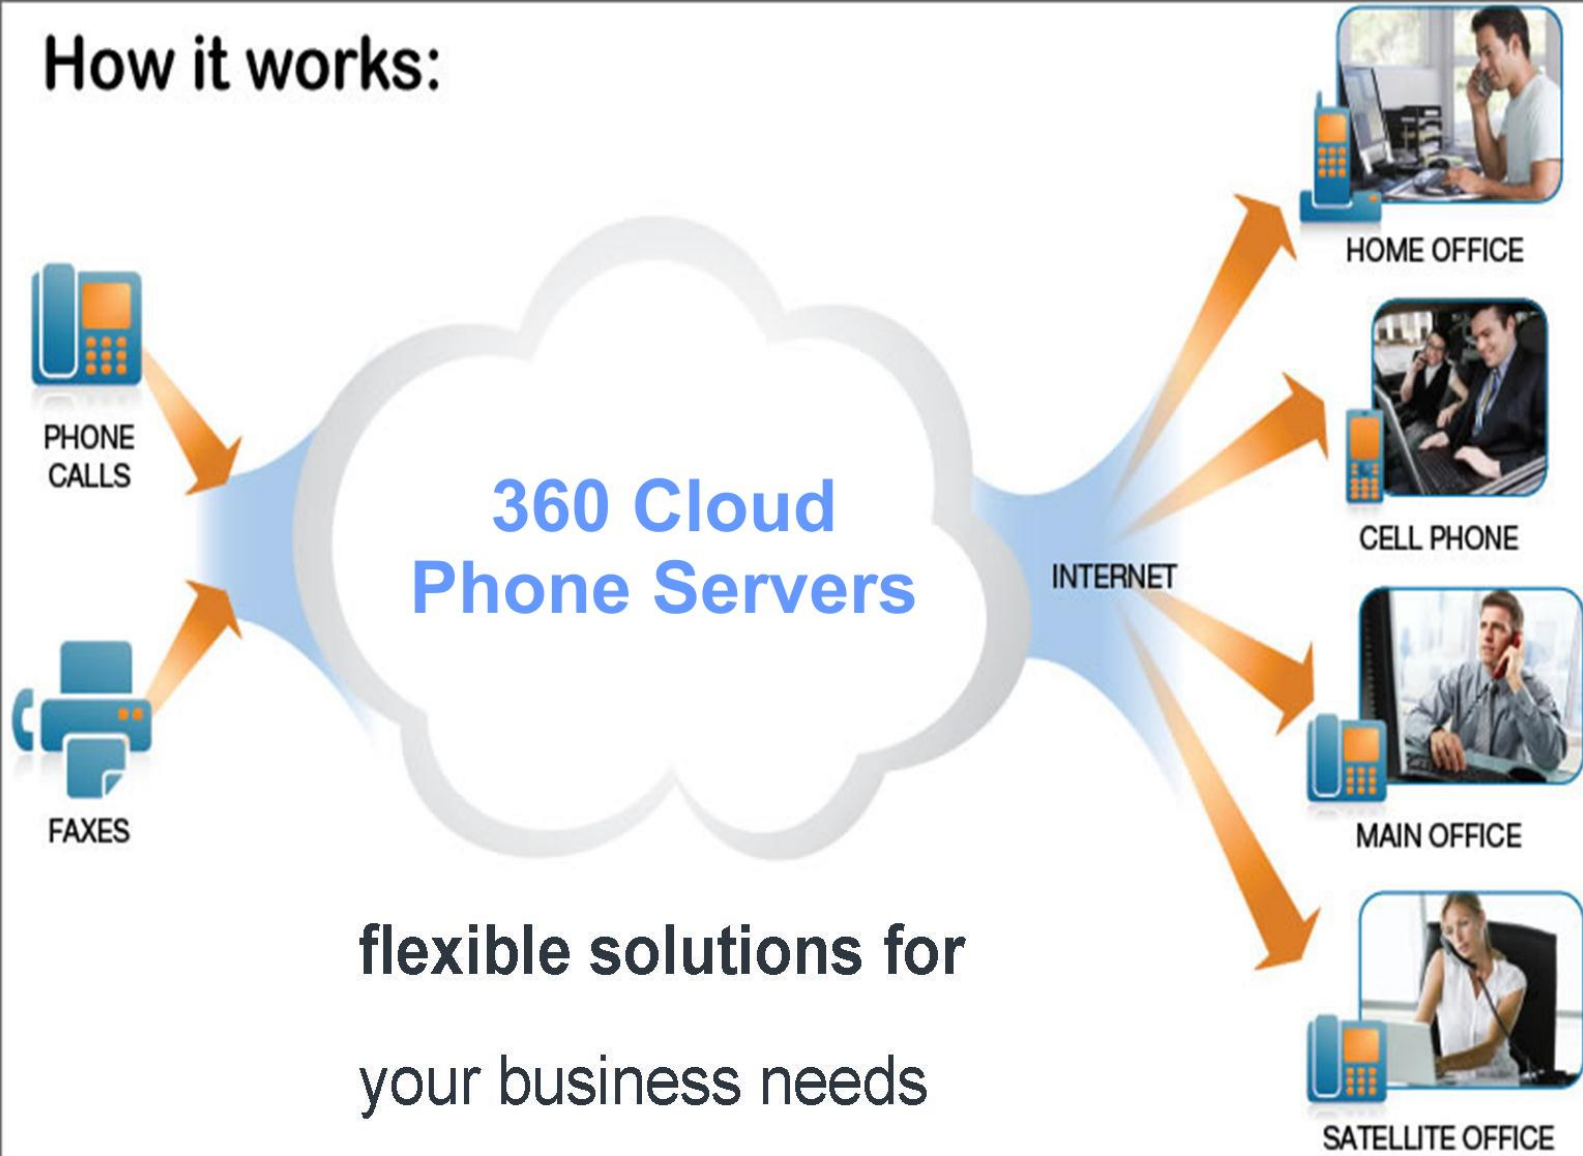 How it works:
PHONE
CALLS
FAXES
360 Cloud
Phone Servers
INTERNET
HOME OFFICE
CELL PHONE
MAIN OFFICE
SATELLITE OFFICE
flexible solutions for
your business needs